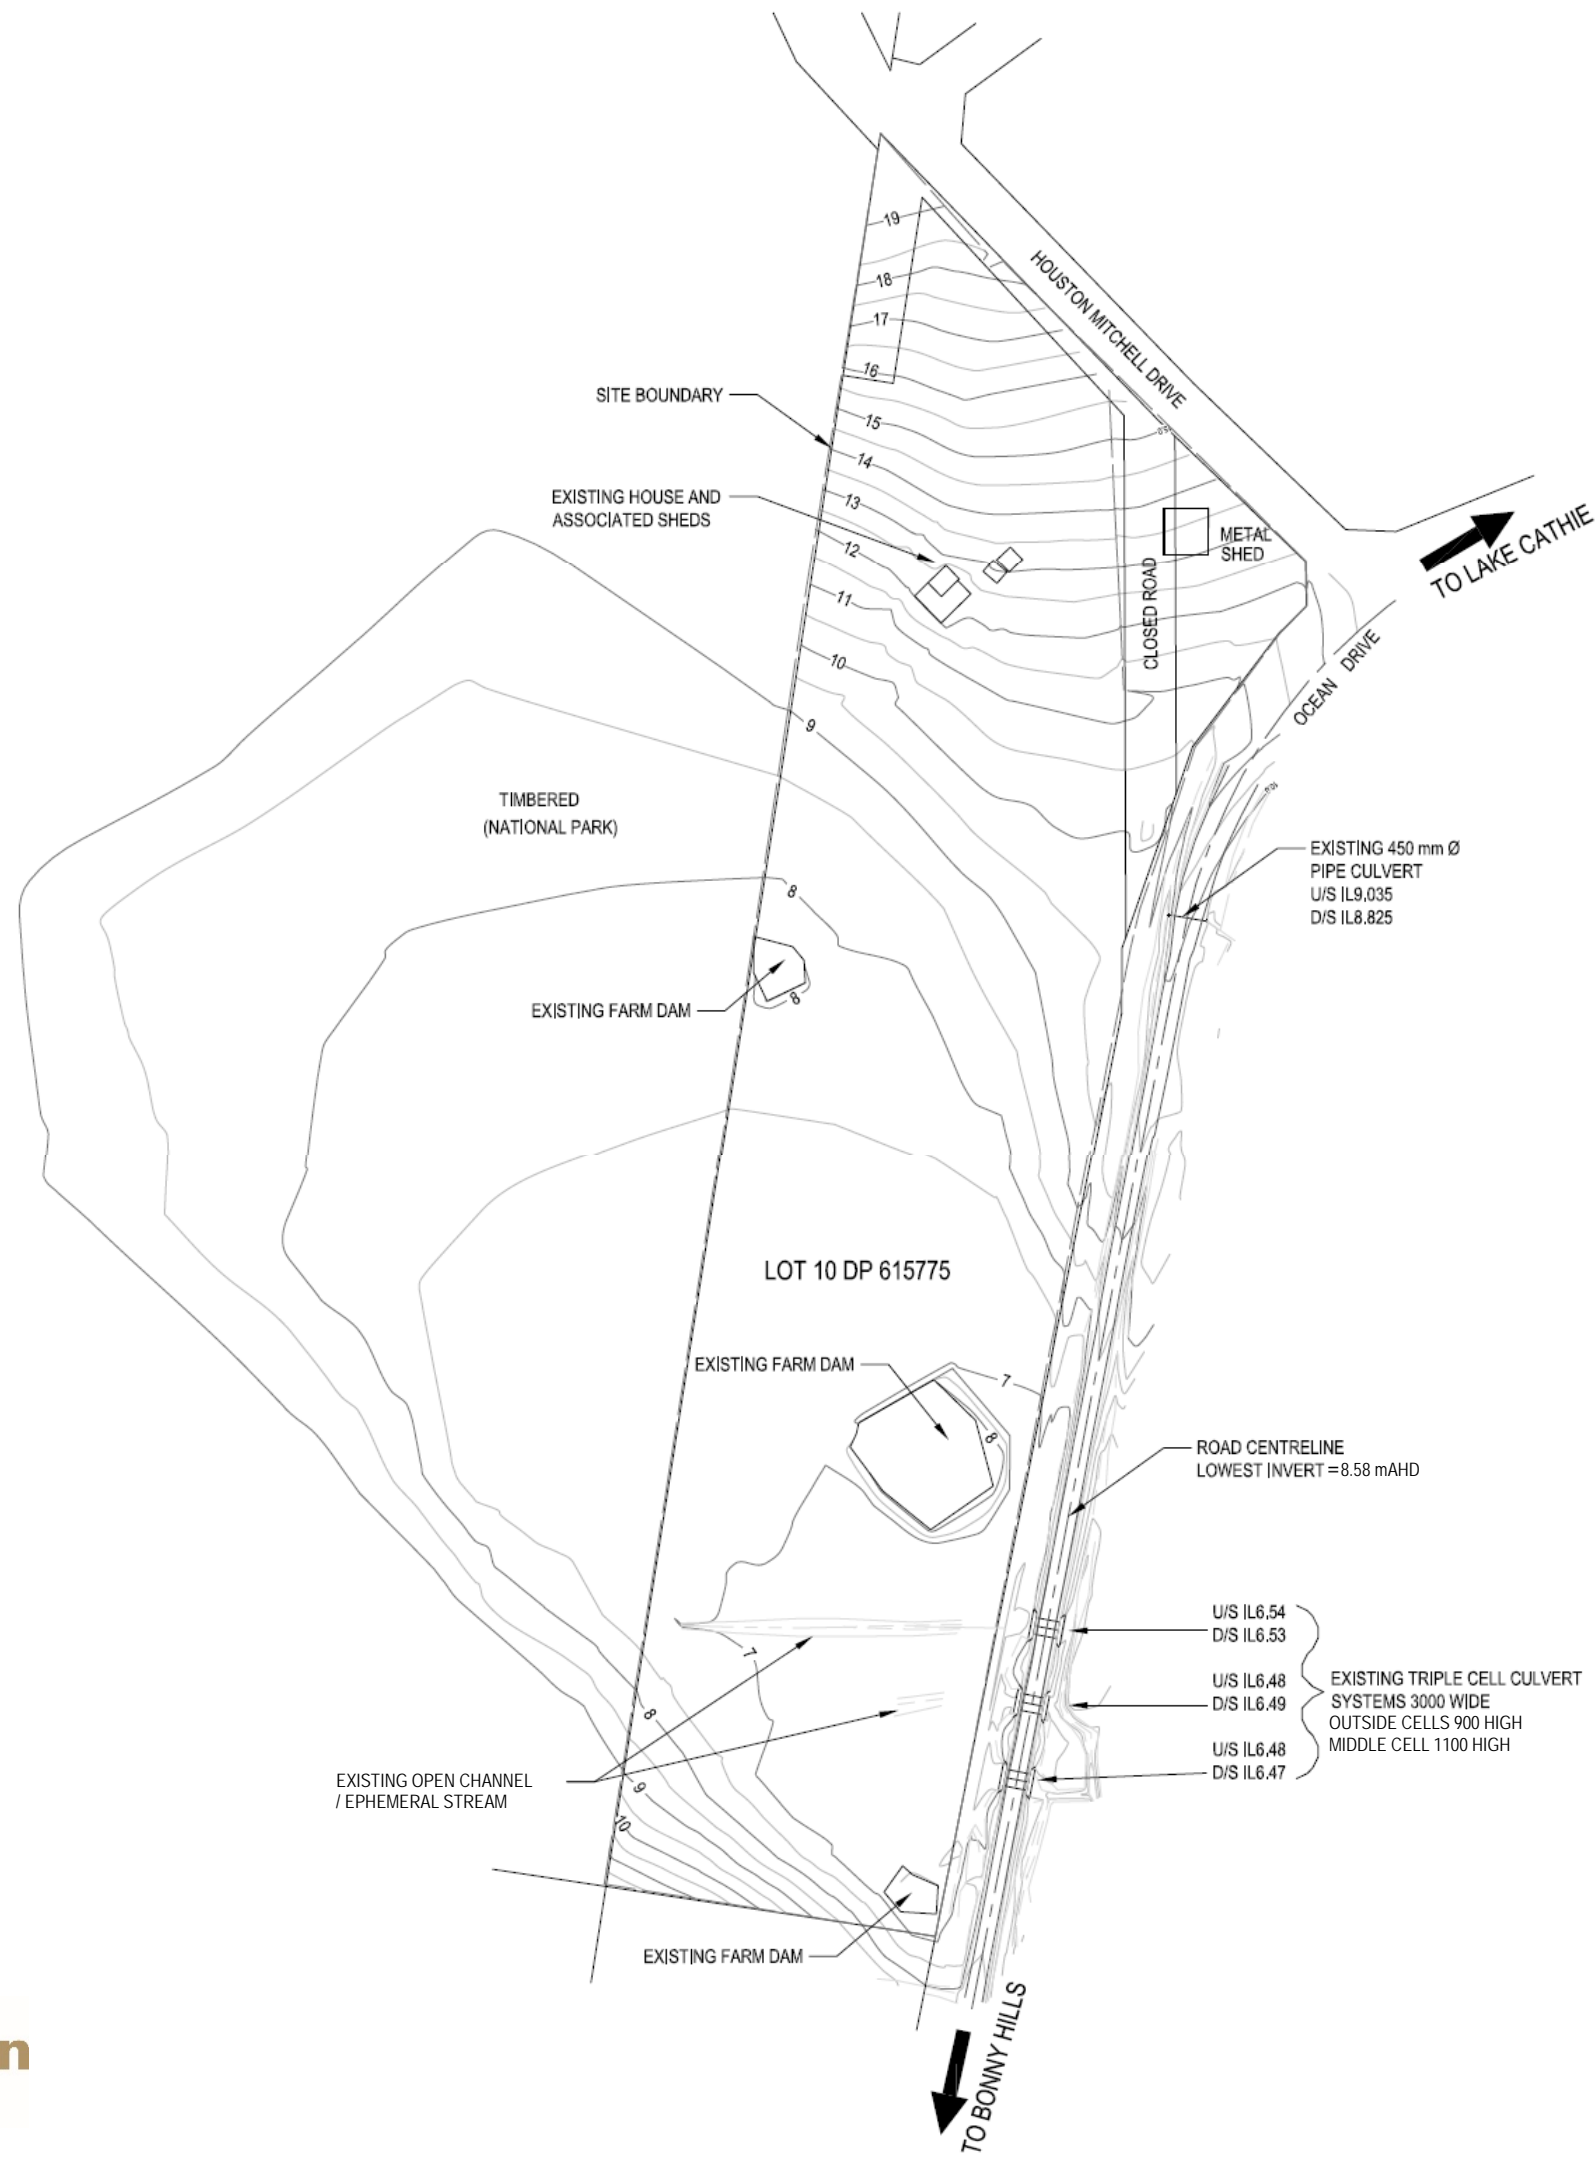 19
18
HOUSTON MITCHELL DRIVE
17
16
SITE BOUNDARY
15
15.0
14
EXISTING HOUSE AND
ASSOCIATED SHEDS
13
METAL
SHED
TO LAKE CATHIE
12
11
CLOSED ROAD
10
OCEAN DRIVE
9
TIMBERED
(NATIONAL PARK)
EXISTING 450 mm Ø
PIPE CULVERT
U/S IL9.035
D/S IL8.825
8
EXISTING FARM DAM
8
LOT 10 DP 615775
EXISTING FARM DAM
7
8
ROAD CENTRELINE
LOWEST INVERT = 8.58 mAHD
U/S IL6.54
D/S IL6.53
7
U/S IL6.48
D/S IL6.49
EXISTING TRIPLE CELL CULVERT
SYSTEMS 3000 WIDE
OUTSIDE CELLS 900 HIGH
MIDDLE CELL 1100 HIGH
8
U/S IL6.48
D/S IL6.47
EXISTING OPEN CHANNEL
/ EPHEMERAL STREAM
9
10
EXISTING FARM DAM
TO BONNY HILLS
n